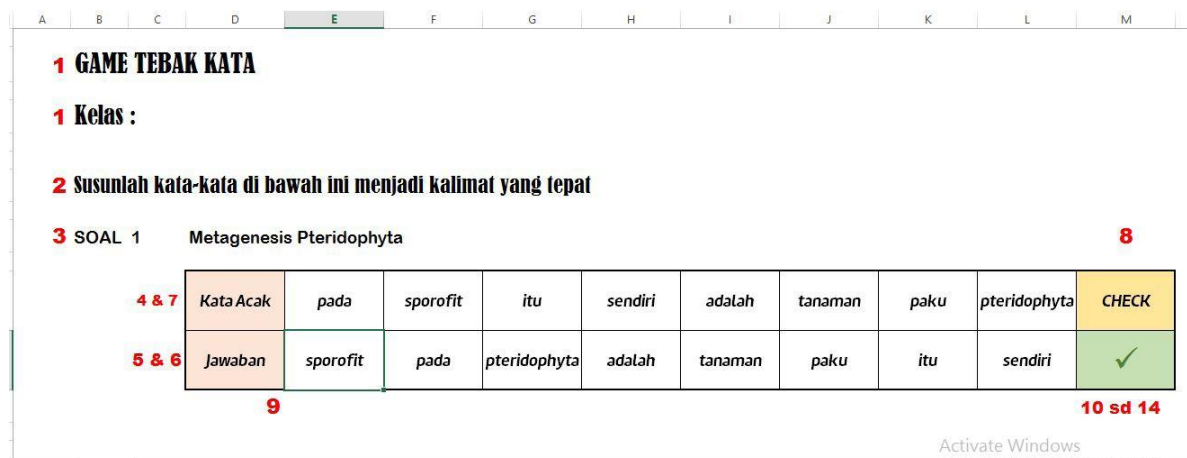 A B C D E F G H I J K L M
1 GAME TEBAK KATA
1 Kelas :
2 Susunlah kata-kata di bawah ini menjadi kalimat yang tepat
3 SOAL 1 Metagenesis Pteridophyta 8
4 & 7 Kata Acak pada sporofit itu sendiri adalah tanaman paku pteridophyta CHECK
5 & 6 Jawaban sporofit pada pteridophyta adalah tanaman paku itu sendiri ✓
9 10 sd 14
Activate Windows